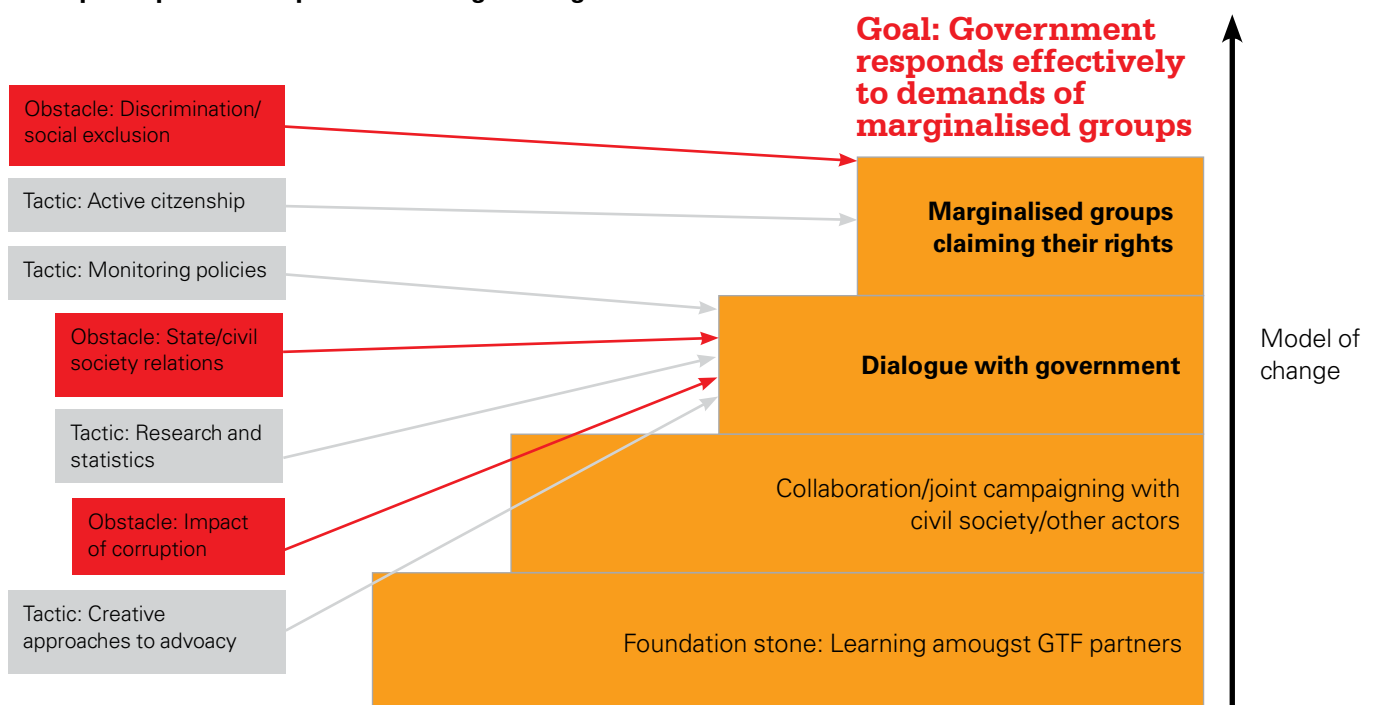 Goal: Government
responds effectively
to demands of
marginalised groups
Obstacle: Discrimination/
social exclusion
Tactic: Active citzenship
Tactic: Monitoring policies
Obstacle: State/civil
society relations
Tactic: Research and
statistics
Obstacle: Impact
of corruption
Tactic: Creative
approaches to advocacy
Marginalised groups
claiming their rights
Dialogue with government
Collaboration/joint campaigning with
civil society/other actors
Foundation stone: Learning amougst GTF partners
Model of
change